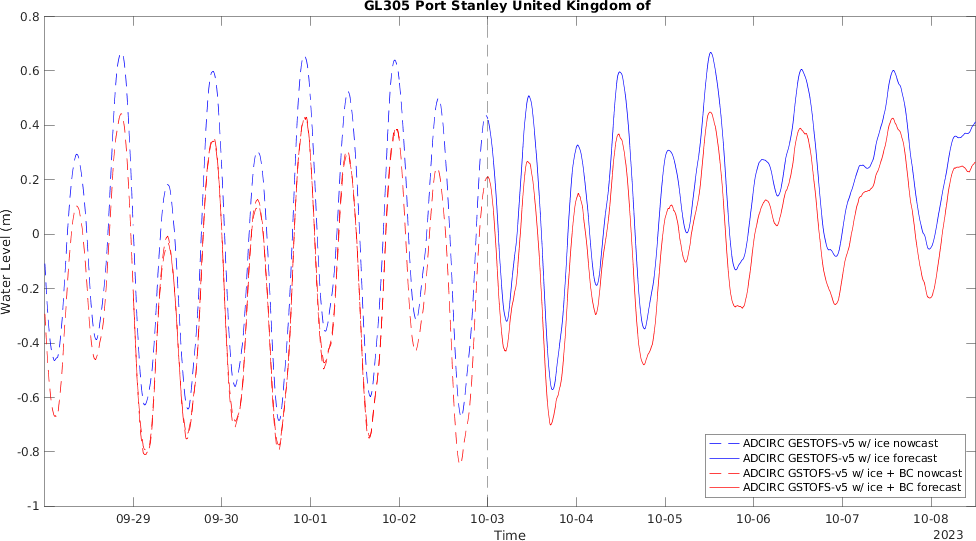 GL305 Port Stanley United Kingdom of
0.8
0.6
0.4
0.2
0
-0.2
-0.4
-0.6
-0.8
-1
Water Level (m)
09-29 09-30 10-01 10-02 10-03 10-04 10-05 10-06 10-07 10-08
Time
2023
ADCIRC GESTOFS-v5 w/ ice nowcast
ADCIRC GESTOFS-v5 w/ ice forecast
ADCIRC GSTOFS-v5 w/ ice + BC nowcast
ADCIRC GSTOFS-v5 w/ ice + BC forecast